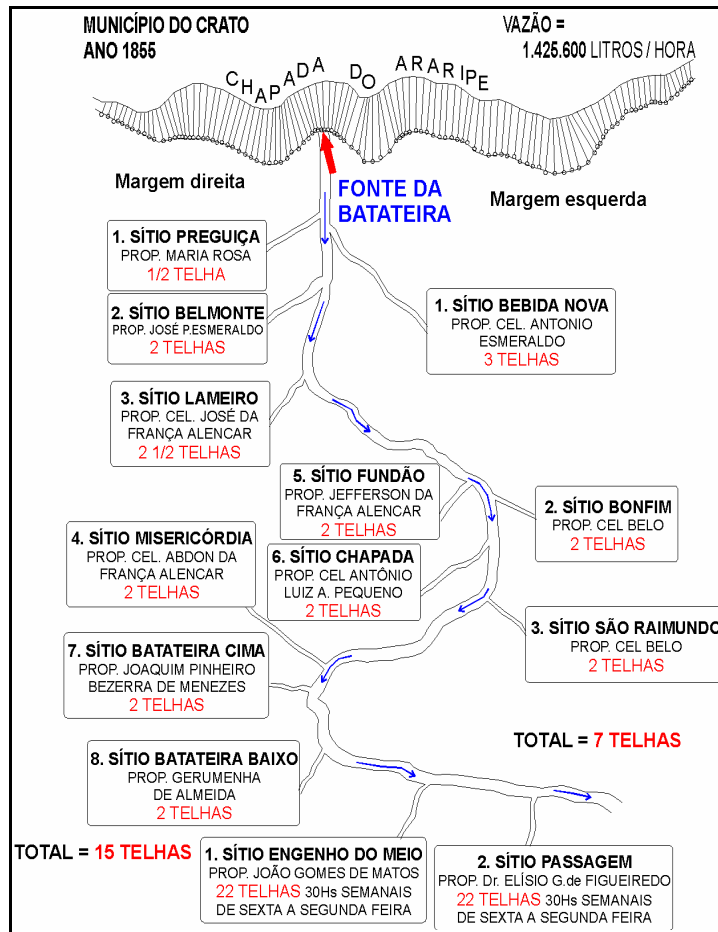 MUNICÍPIO DO CRATO
ANO 1855
VAZÃO =
1.425.600 LITROS / HORA
CHAPADA DO ARARIPE
Margem direita
FONTE DA
BATATEIRA
Margem esquerda
1. SÍTIO PREGUIÇA
PROP. MARIA ROSA
1/2 TELHA
2. SÍTIO BELMONTE
PROP. JOSÉ P.ESMERALDO
2 TELHAS
1. SÍTIO BEBIDA NOVA
PROP. CEL. ANTONIO
ESMERALDO
3 TELHAS
3. SÍTIO LAMEIRO
PROP. CEL. JOSÉ DA
FRANÇA ALENCAR
2 1/2 TELHAS
5. SÍTIO FUNDÃO
PROP. JEFFERSON DA
FRANÇA ALENCAR
2 TELHAS
2. SÍTIO BONFIM
PROP. CEL BELO
2 TELHAS
4. SÍTIO MISERICÓRDIA
PROP. CEL. ABDON DA
FRANÇA ALENCAR
2 TELHAS
6. SÍTIO CHAPADA
PROP. CEL ANTÔNIO
LUIZ A. PEQUENO
2 TELHAS
3. SÍTIO SÃO RAIMUNDO
PROP. CEL BELO
2 TELHAS
7. SÍTIO BATATEIRA CIMA
PROP. JOAQUIM PINHEIRO
BEZERRA DE MENEZES
2 TELHAS
TOTAL = 7 TELHAS
8. SÍTIO BATATEIRA BAIXO
PROP. GERUMENHA
DE ALMEIDA
2 TELHAS
TOTAL = 15 TELHAS
1. SÍTIO ENGENHO DO MEIO
PROP. JOÃO GOMES DE MATOS
22 TELHAS 30Hs SEMANAIS
DE SEXTA A SEGUNDA FEIRA
2. SÍTIO PASSAGEM
PROP. Dr. ELÍSIO G.de FIGUEIREDO
22 TELHAS 30Hs SEMANAIS
DE SEXTA A SEGUNDA FEIRA